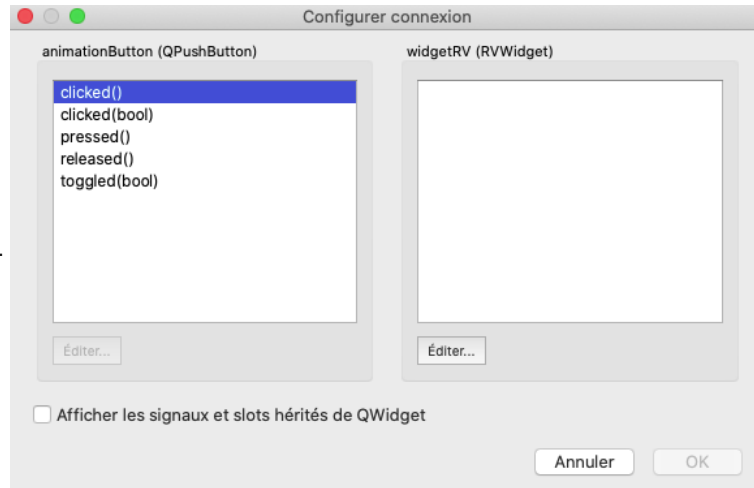 Configurer connexion
animationButton (QPushButton)
widgetRV (RVWidget)
clicked()
clicked(bool)
pressed()
released()
toggled(bool)
Éditer...
Éditer...
Afficher les signaux et slots hérités de QWidget
Annuler
OK